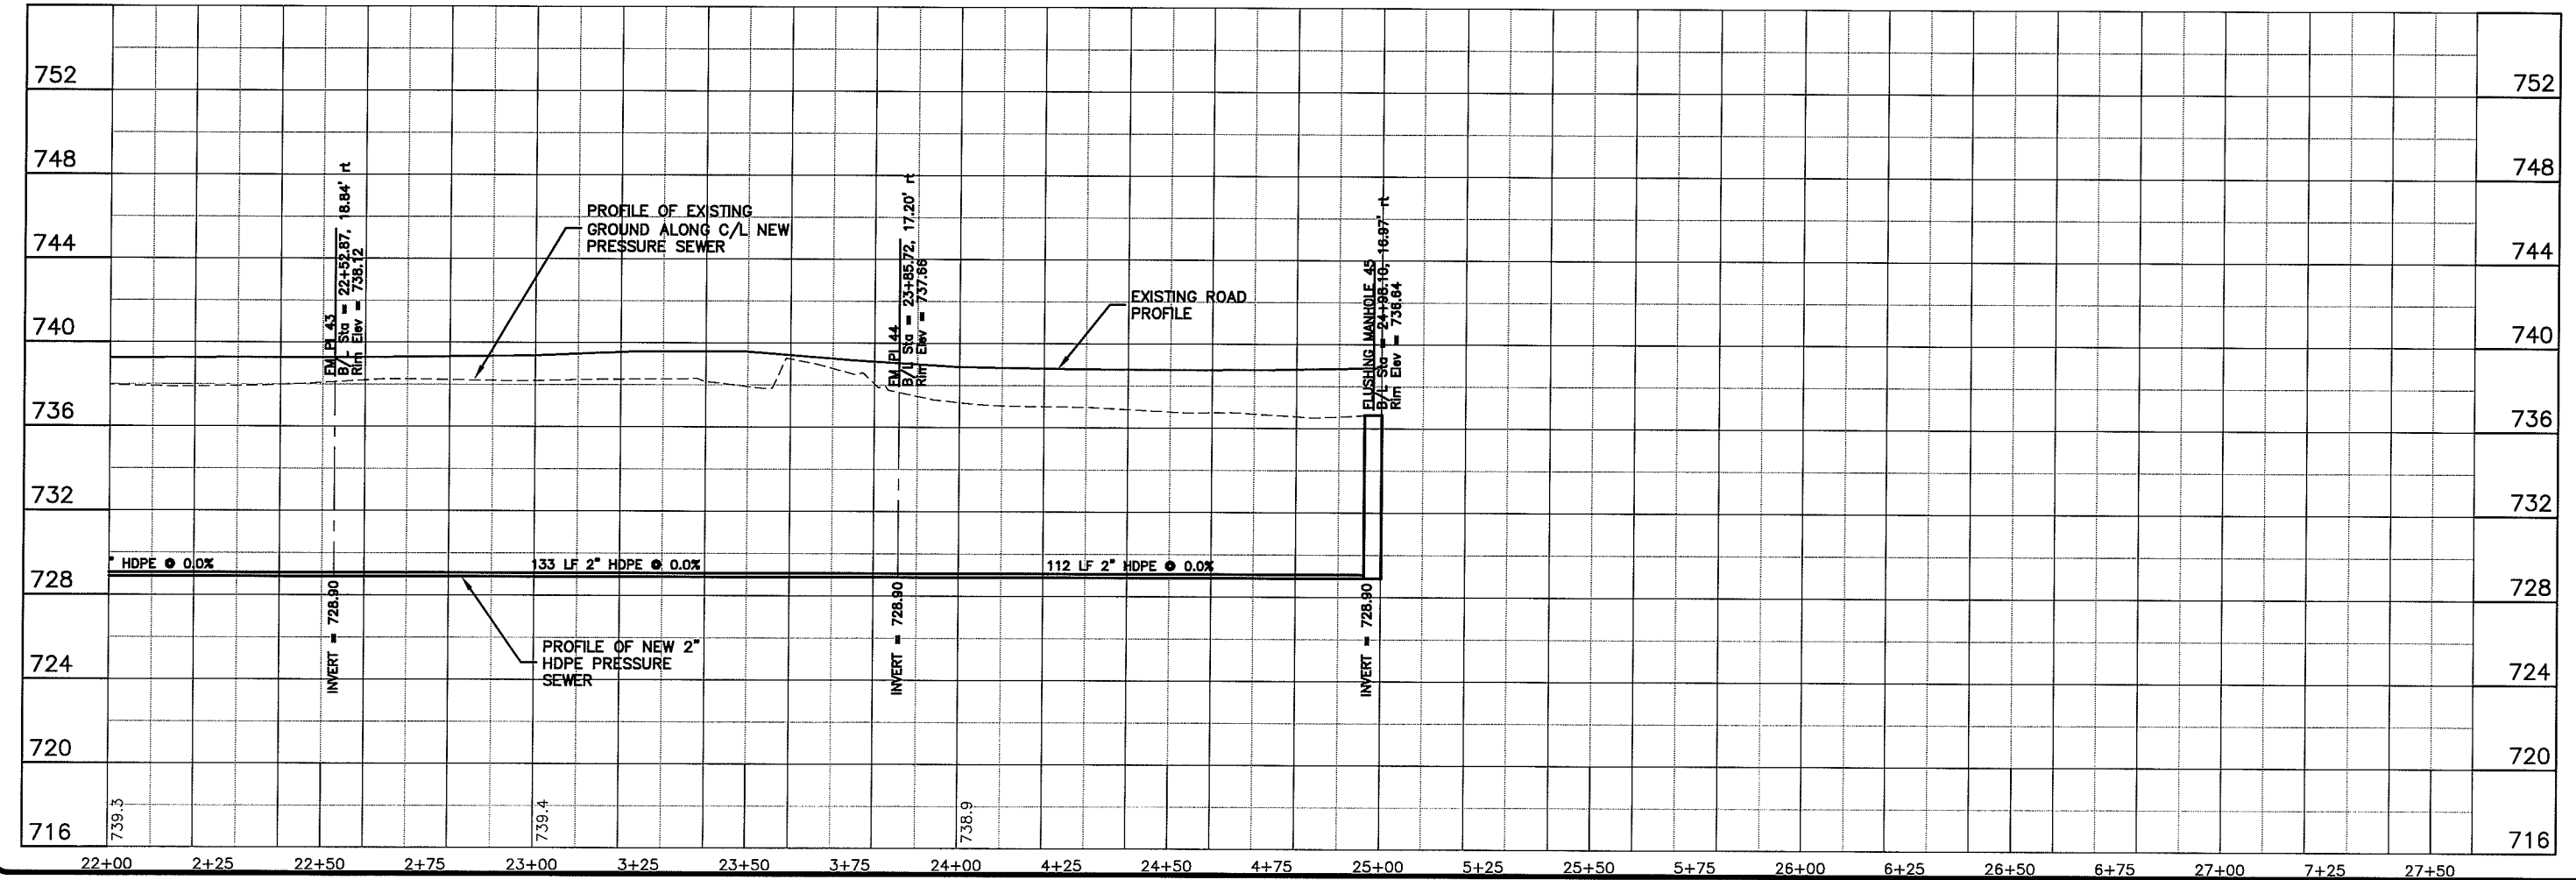 752
748
744
740
736
732
728
724
720
716
752
748
744
740
736
732
728
724
720
716
FM PI 43
B/L Sta = 22+52.87, 18.84' rt
Rim Elev = 738.12
PROFILE OF EXISTING
GROUND ALONG C/L NEW
PRESSURE SEWER
FM PI 44
B/L Sta = 23+85.72, 17.20' rt
Rim Elev = 737.66
EXISTING ROAD
PROFILE
FLUSHING MANHOLE 45
B/L Sta = 24+98.10, 16.97' rt
Rim Elev = 736.64
" HDPE @ 0.0%
133 LF 2" HDPE @ 0.0%
112 LF 2" HDPE @ 0.0%
INVERT = 728.90
INVERT = 728.90
INVERT = 728.90
PROFILE OF NEW 2"
HDPE PRESSURE
SEWER
739.3
739.4
738.9
22+00 2+25 22+50 2+75 23+00 3+25 23+50 3+75 24+00 4+25 24+50 4+75 25+00 5+25 25+50 5+75 26+00 6+25 26+50 6+75 27+00 7+25 27+50